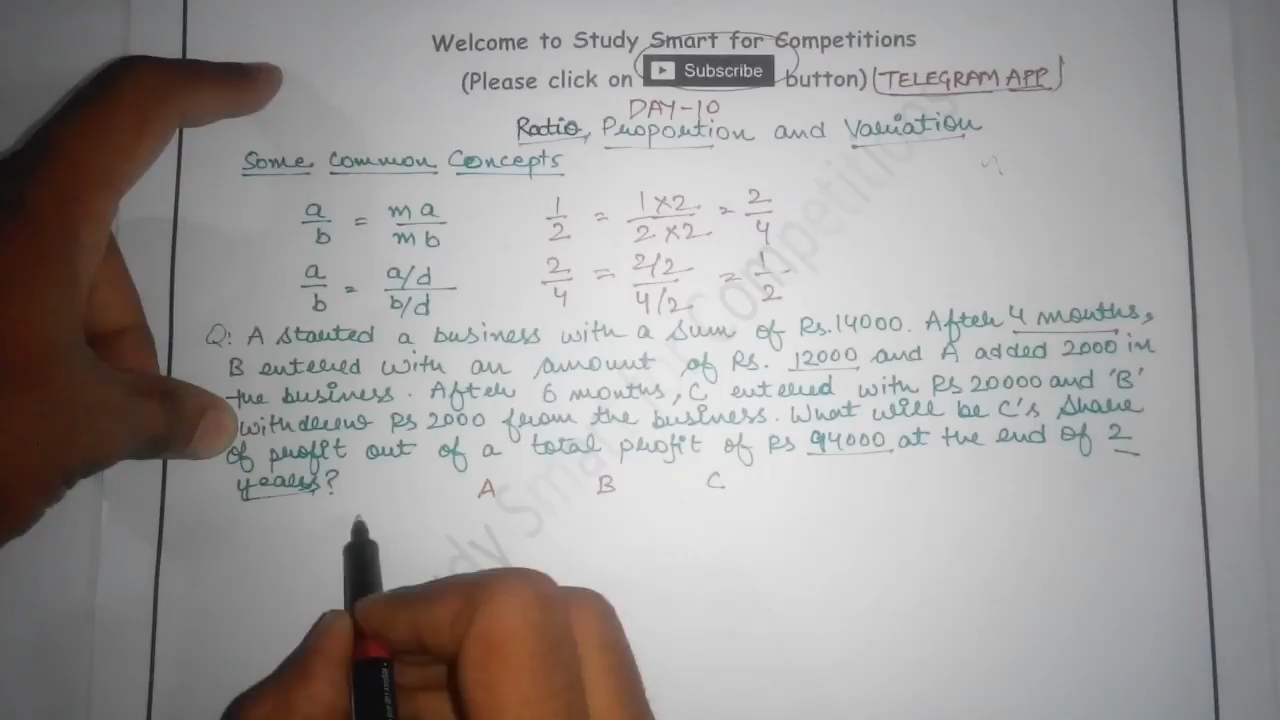 Welcome to Study Smart for Competitions
(Please click on Subscribe button) (TELEGRAM APP)
DAY-10
Ratio, Proportion and Variation
Some Common Concepts
a/b = ma/mb 1/2 = 1×2/2×2 = 2/4
a/b = a/d/b/d 2/4 = 2/2/4/2 = 1/2
Q: A started a business with a sum of Rs.14000. After 4 months,
B entered with an amount of Rs. 12000 and A added 2000 in
the business. After 6 months, C entered with Rs 20000 and 'B'
withdrew Rs 2000 from the business. What will be C's share
of profit out of a total profit of Rs 94000 at the end of 2
years?
A B C
Study Smart for Competitions